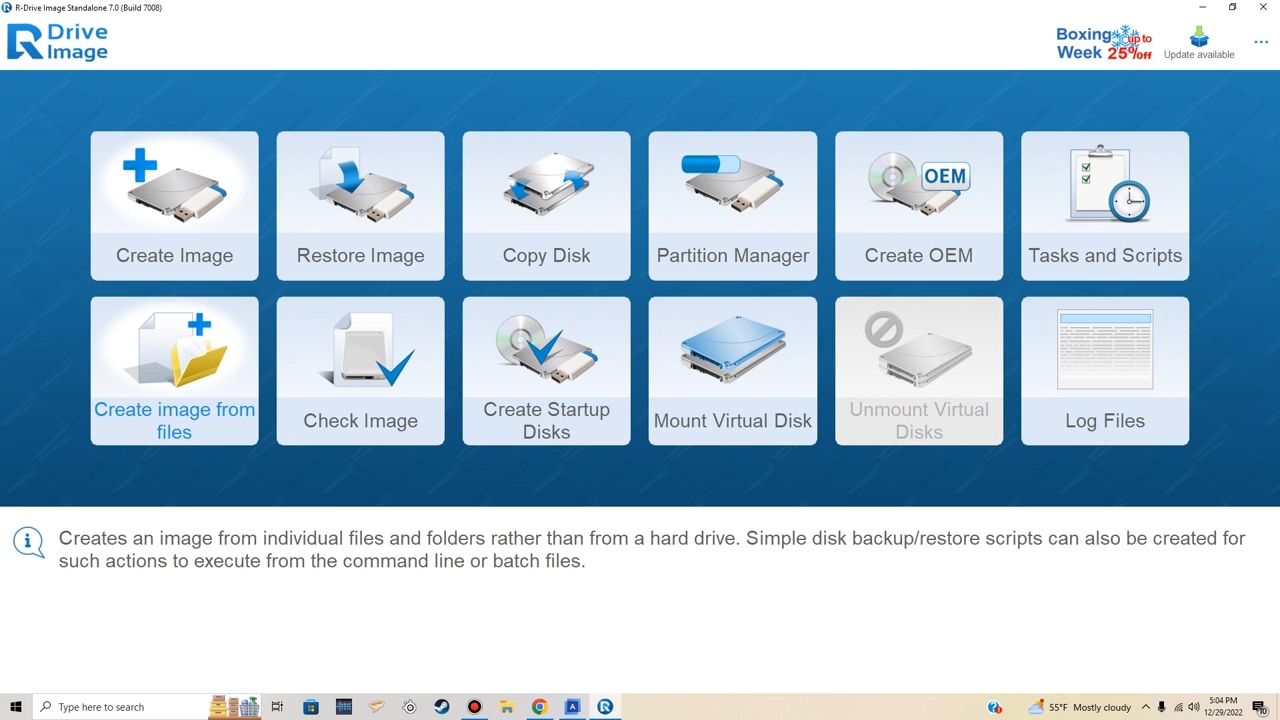 R-Drive Image Standalone 7.0 (Build 7008)
R Drive Image
Boxing Week up to 25% off
Update available
Create Image
Restore Image
Copy Disk
Partition Manager
OEM
Create OEM
Tasks and Scripts
Create image from files
Check Image
Create Startup Disks
Mount Virtual Disk
Unmount Virtual Disks
Log Files
Creates an image from individual files and folders rather than from a hard drive. Simple disk backup/restore scripts can also be created for
such actions to execute from the command line or batch files.
Type here to search
55°F Mostly cloudy
5:04 PM
12/29/2022
10